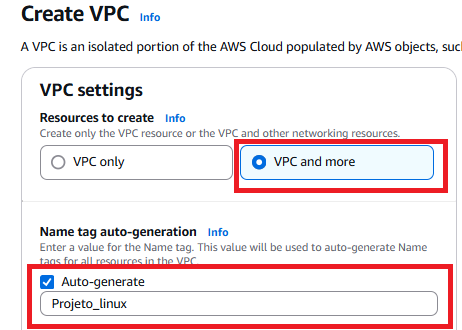 Create VPC Info
A VPC is an isolated portion of the AWS Cloud populated by AWS objects,
VPC settings
Resources to create Info
Create only the VPC resource or the VPC and other networking resources.
VPC only
VPC and more
Name tag auto-generation Info
Enter a value for the Name tag. This value will be used to auto-generate Name
tags for all resources in the VPC.
Auto-generate
Projeto_linux